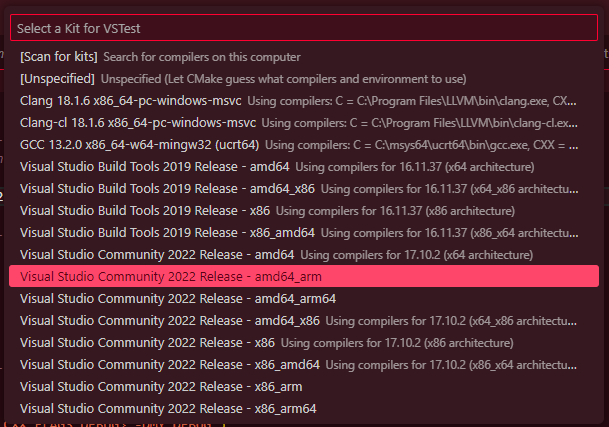 Select a Kit for VSTest
[Scan for kits] Search for compilers on this computer
[Unspecified] Unspecified (Let CMake guess what compilers and environment to use)
Clang 18.1.6 x86_64-pc-windows-msvc Using compilers: C = C:\Program Files\LLVM\bin\clang.exe, CX...
Clang-cl 18.1.6 x86_64-pc-windows-msvc Using compilers: C = C:\Program Files\LLVM\bin\clang-cl.ex...
GCC 13.2.0 x86_64-w64-mingw32 (ucrt64) Using compilers: C = C:\msys64\ucrt64\bin\gcc.exe, CXX = ...
Visual Studio Build Tools 2019 Release - amd64 Using compilers for 16.11.37 (x64 architecture)
Visual Studio Build Tools 2019 Release - amd64_x86 Using compilers for 16.11.37 (x64_x86 architectu...
Visual Studio Build Tools 2019 Release - x86 Using compilers for 16.11.37 (x86 architecture)
Visual Studio Build Tools 2019 Release - x86_amd64 Using compilers for 16.11.37 (x86_x64 architectu...
Visual Studio Community 2022 Release - amd64 Using compilers for 17.10.2 (x64 architecture)
Visual Studio Community 2022 Release - amd64_arm
Visual Studio Community 2022 Release - amd64_arm64
Visual Studio Community 2022 Release - amd64_x86 Using compilers for 17.10.2 (x64_x86 architectu...
Visual Studio Community 2022 Release - x86 Using compilers for 17.10.2 (x86 architecture)
Visual Studio Community 2022 Release - x86_amd64 Using compilers for 17.10.2 (x86_x64 architectu...
Visual Studio Community 2022 Release - x86_arm
Visual Studio Community 2022 Release - x86_arm64